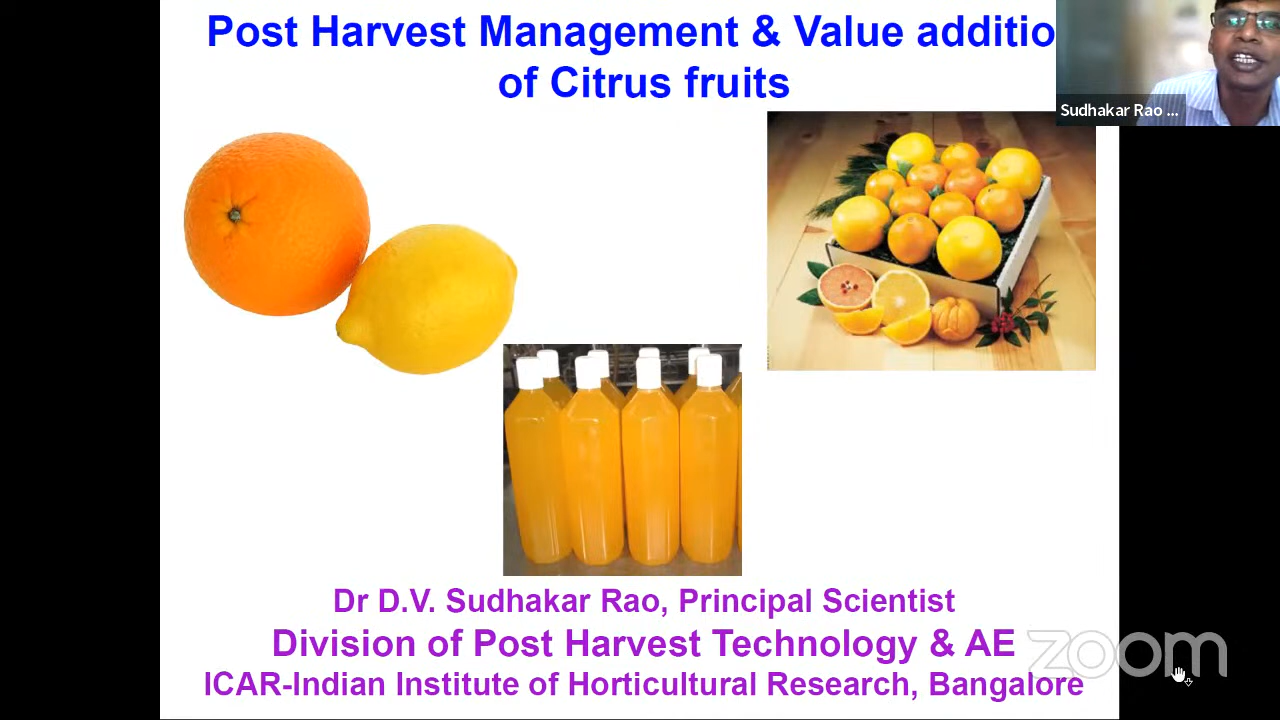 Post Harvest Management & Value additio
of Citrus fruits
Sudhakar Rao ...
Dr D.V. Sudhakar Rao, Principal Scientist
Division of Post Harvest Technology & AE
zoom
ICAR-Indian Institute of Horticultural Research, Bangalore